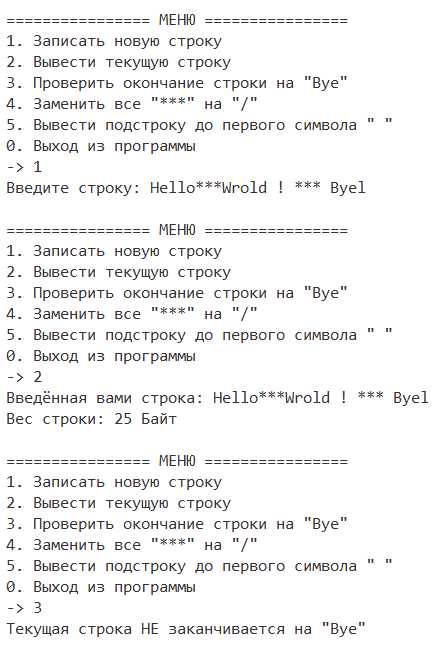 ================ МЕНЮ ================
1. Записать новую строку
2. Вывести текущую строку
3. Проверить окончание строки на "Bye"
4. Заменить все "***" на "/"
5. Вывести подстроку до первого символа " "
0. Выход из программы
-> 1
Введите строку: Hello***Wrold ! *** Byel

================ МЕНЮ ================
1. Записать новую строку
2. Вывести текущую строку
3. Проверить окончание строки на "Bye"
4. Заменить все "***" на "/"
5. Вывести подстроку до первого символа " "
0. Выход из программы
-> 2
Введённая вами строка: Hello***Wrold ! *** Byel
Вес строки: 25 Байт

================ МЕНЮ ================
1. Записать новую строку
2. Вывести текущую строку
3. Проверить окончание строки на "Bye"
4. Заменить все "***" на "/"
5. Вывести подстроку до первого символа " "
0. Выход из программы
-> 3
Текущая строка НЕ заканчивается на "Bye"